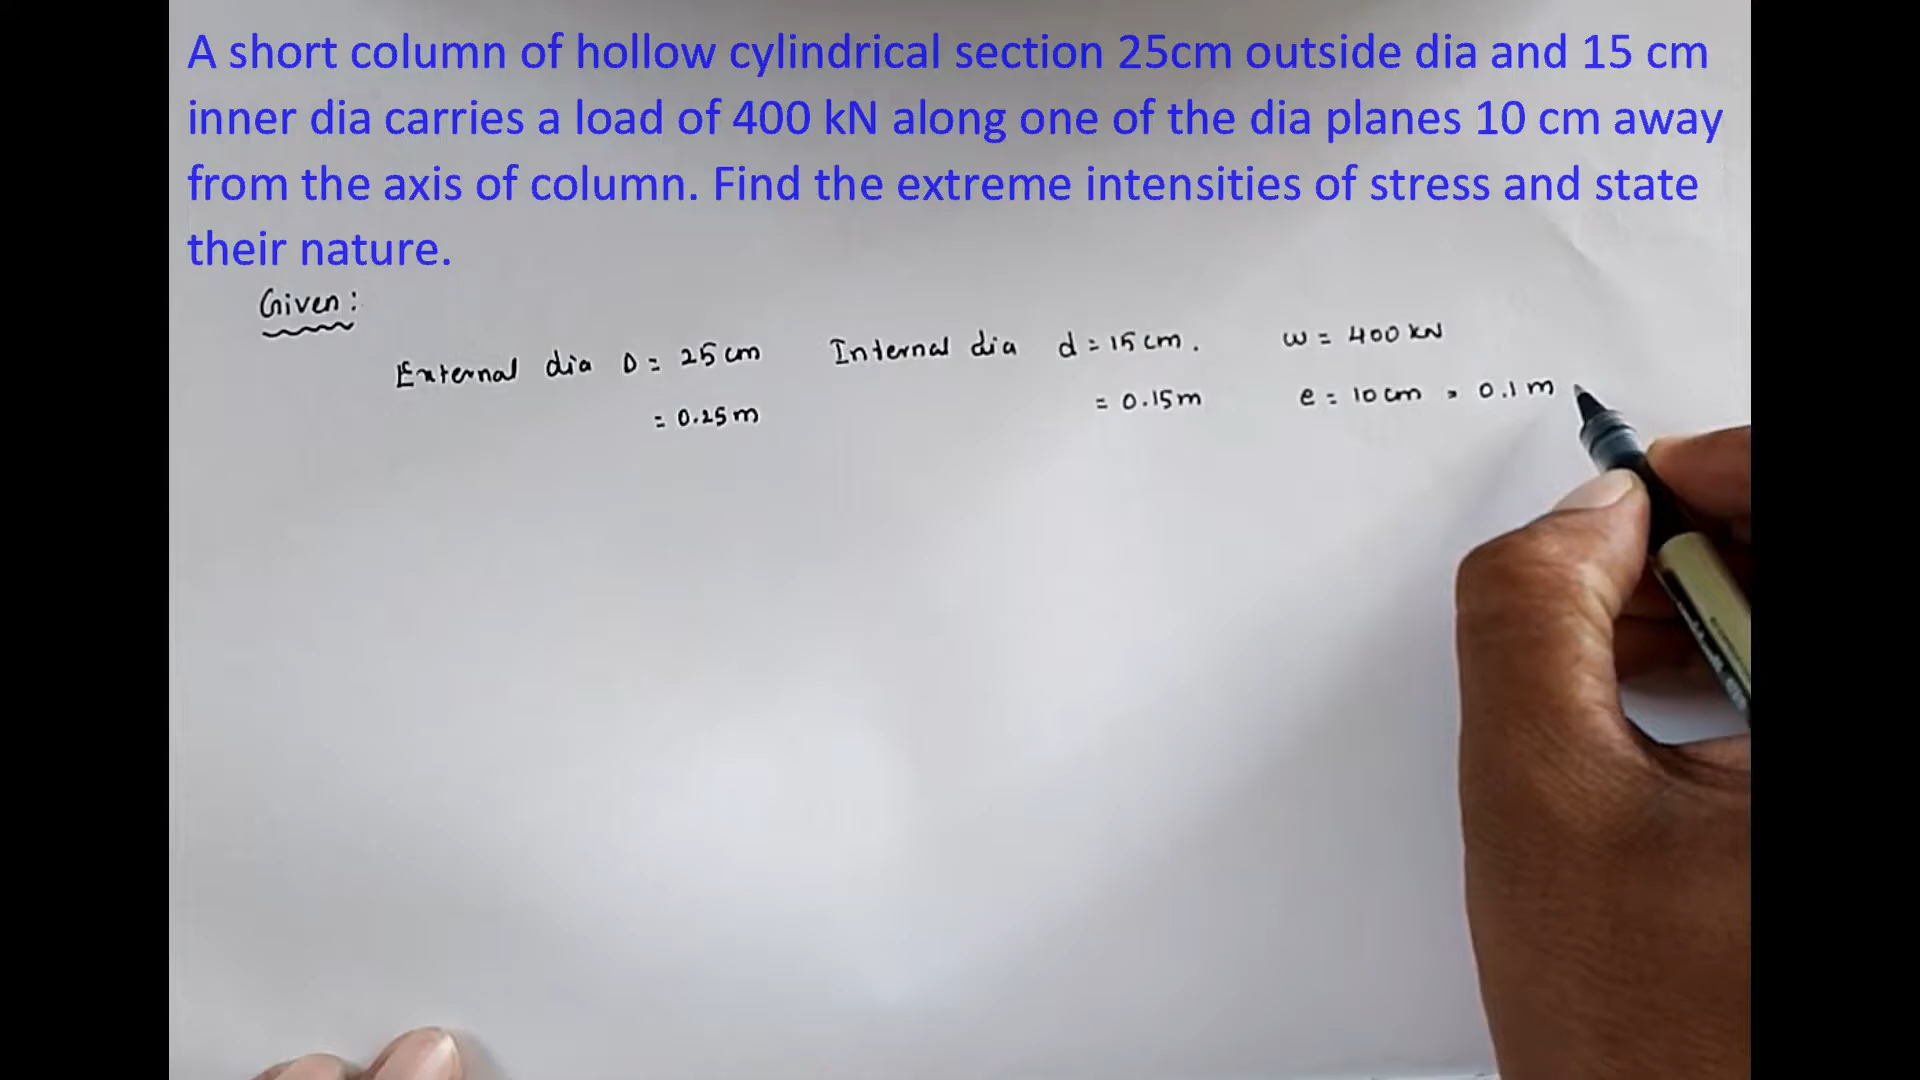 A short column of hollow cylindrical section 25cm outside dia and 15 cm
inner dia carries a load of 400 kN along one of the dia planes 10 cm away
from the axis of column. Find the extreme intensities of stress and state
their nature.
Given:
External dia D = 25 cm Internal dia d = 15 cm. W = 400 kN
= 0.25 m = 0.15 m e = 10 cm = 0.1 m